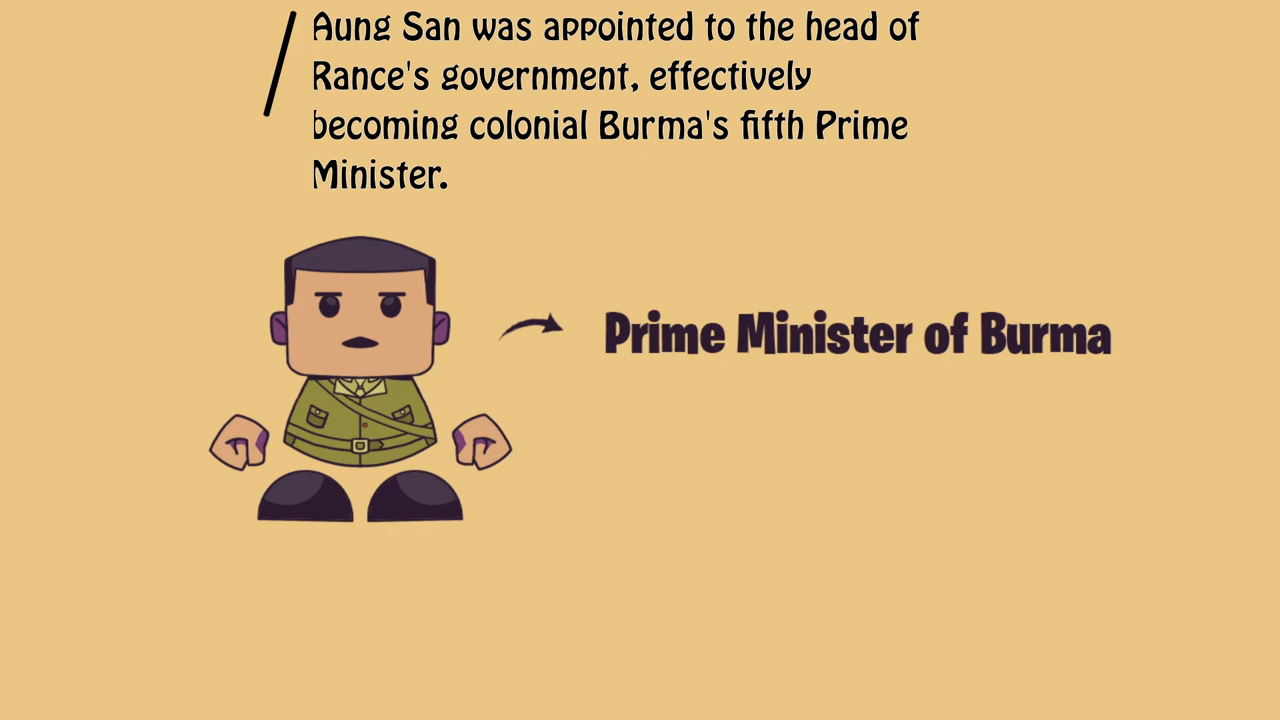 Aung San was appointed to the head of
Rance's government, effectively
becoming colonial Burma's fifth Prime
Minister.
Prime Minister of Burma